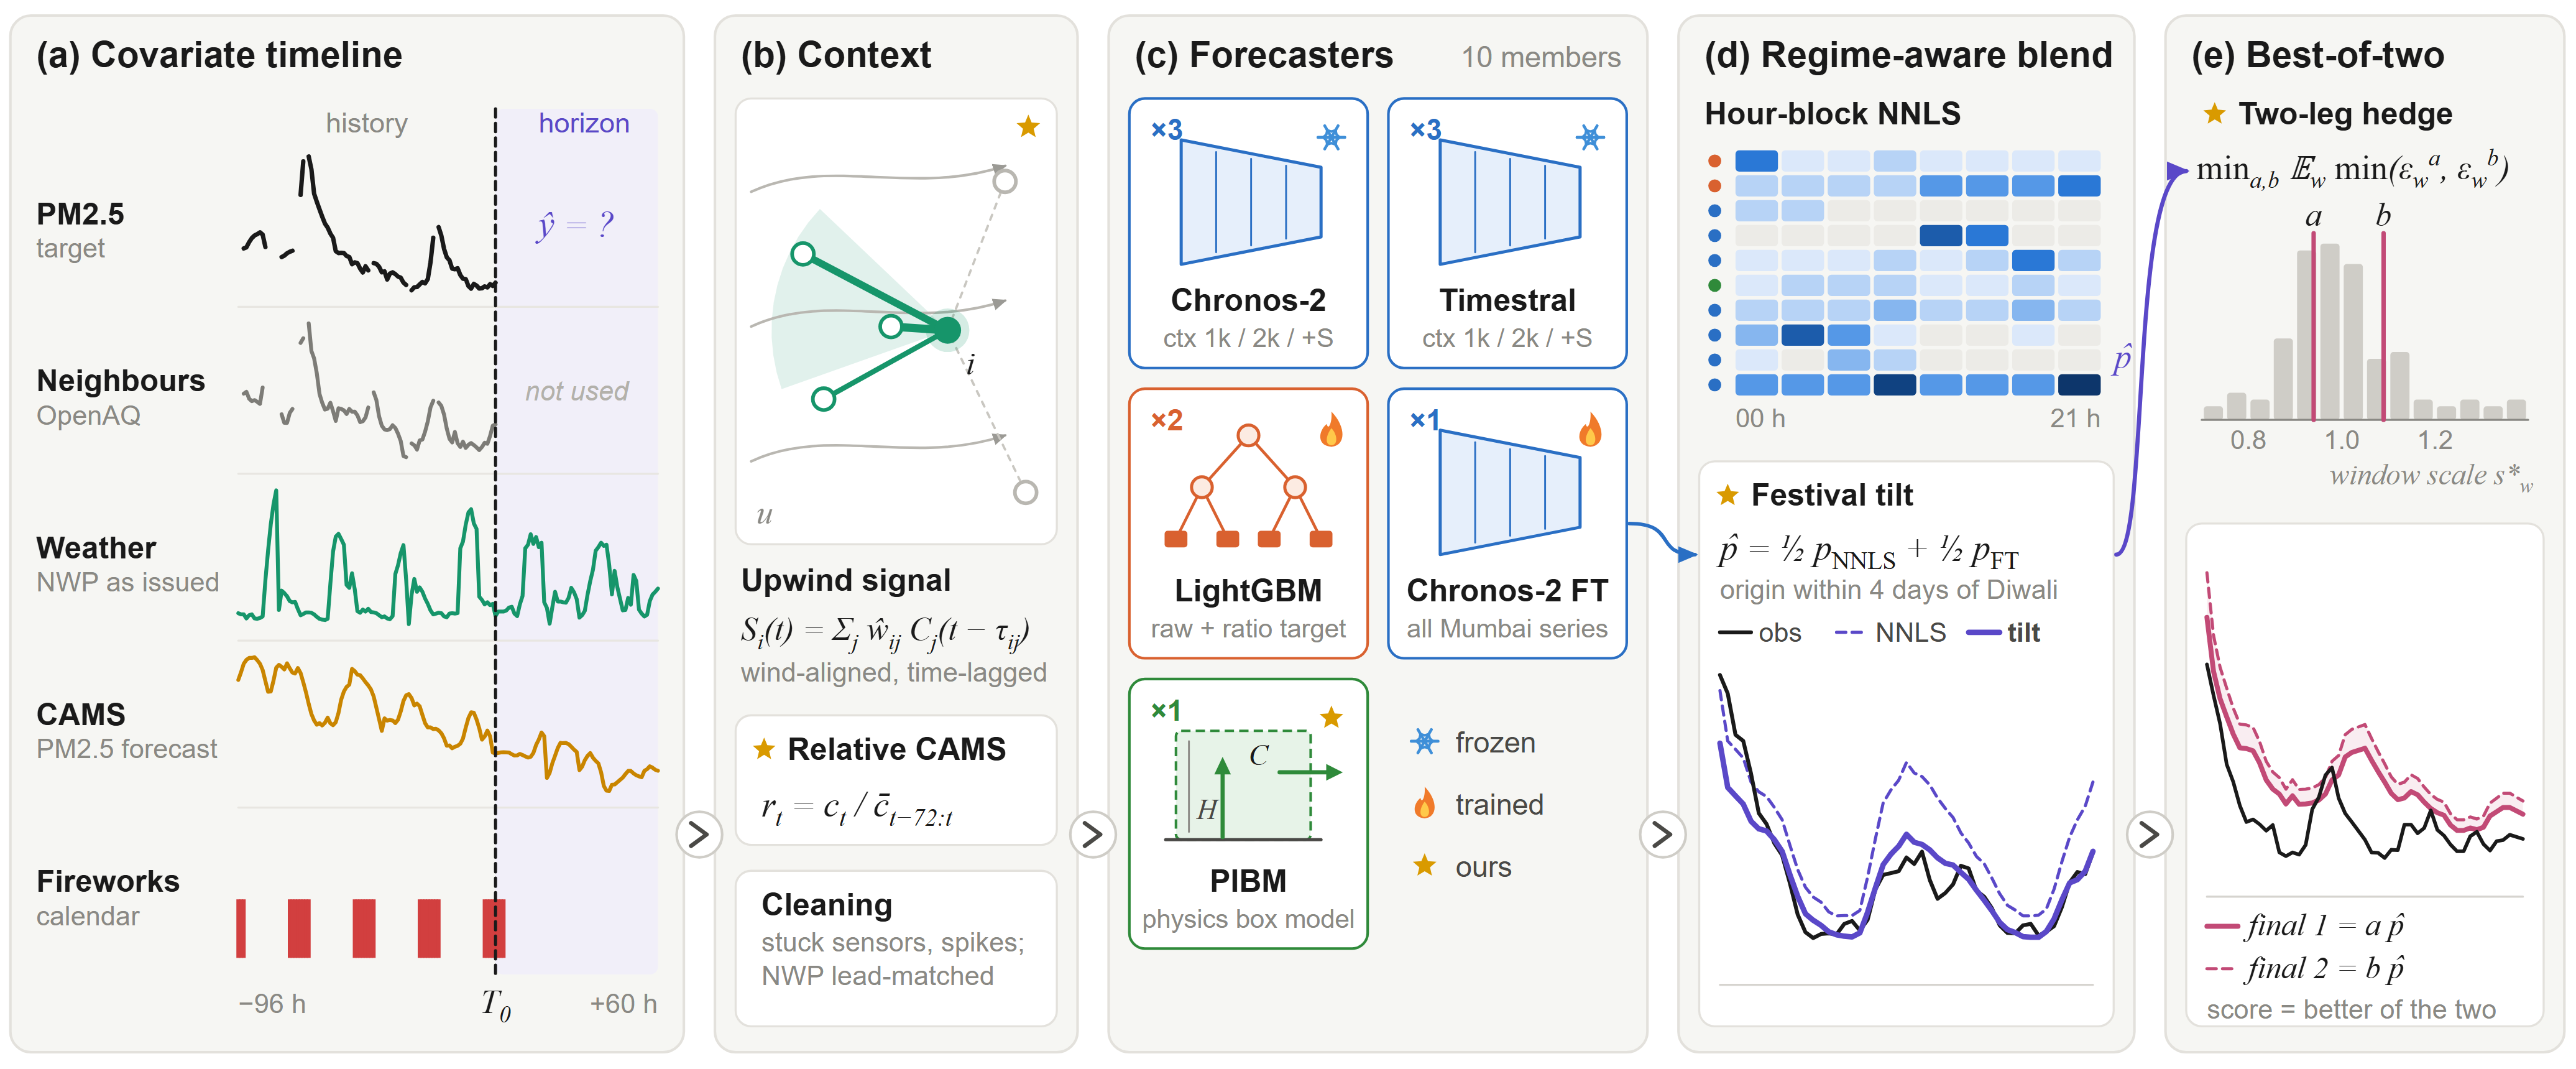 (a) Covariate timeline
history
horizon
PM2.5
target
ŷ = ?
Neighbours
OpenAQ
not used
Weather
NWP as issued
CAMS
PM2.5 forecast
Fireworks
calendar
−96 h
T0
+60 h
(b) Context
i
u
Upwind signal
Si(t) = Σj ŵij Cj(t − τij)
wind-aligned, time-lagged
Relative CAMS
rt = ct / c̄t−72:t
Cleaning
stuck sensors, spikes;
NWP lead-matched
(c) Forecasters
10 members
×3
Chronos-2
ctx 1k / 2k / +S
×3
Timestral
ctx 1k / 2k / +S
×2
LightGBM
raw + ratio target
×1
Chronos-2 FT
all Mumbai series
×1
C
H
PIBM
physics box model
frozen
trained
ours
(d) Regime-aware blend
Hour-block NNLS
00 h
21 h
p̂
Festival tilt
p̂ = ½ pNNLS + ½ pFT
origin within 4 days of Diwali
obs
NNLS
tilt
(e) Best-of-two
Two-leg hedge
mina,b 𝔼w min(εwa, εwb)
a
b
0.8
1.0
1.2
window scale s*w
final 1 = a p̂
final 2 = b p̂
score = better of the two